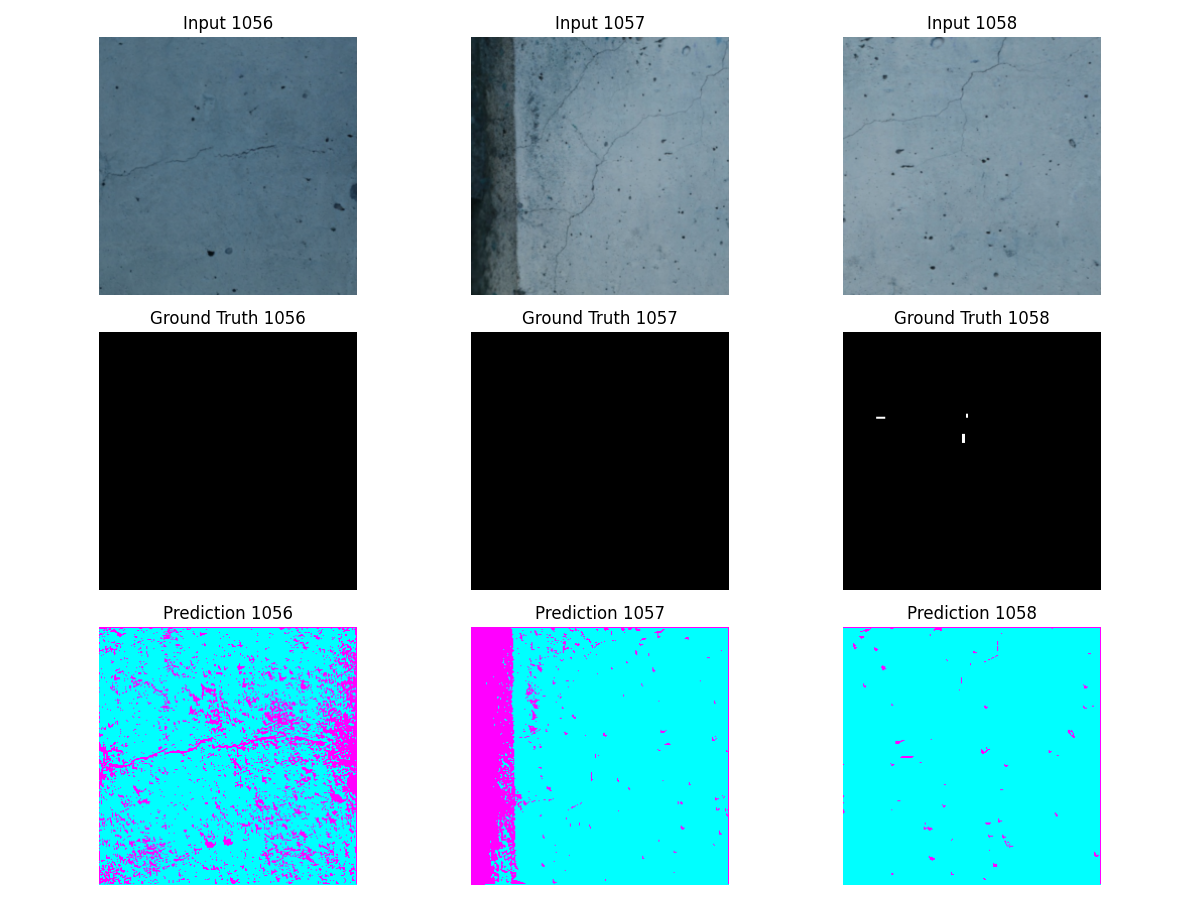 Input 1056
Input 1057
Input 1058
Ground Truth 1056
Ground Truth 1057
Ground Truth 1058
Prediction 1056
Prediction 1057
Prediction 1058